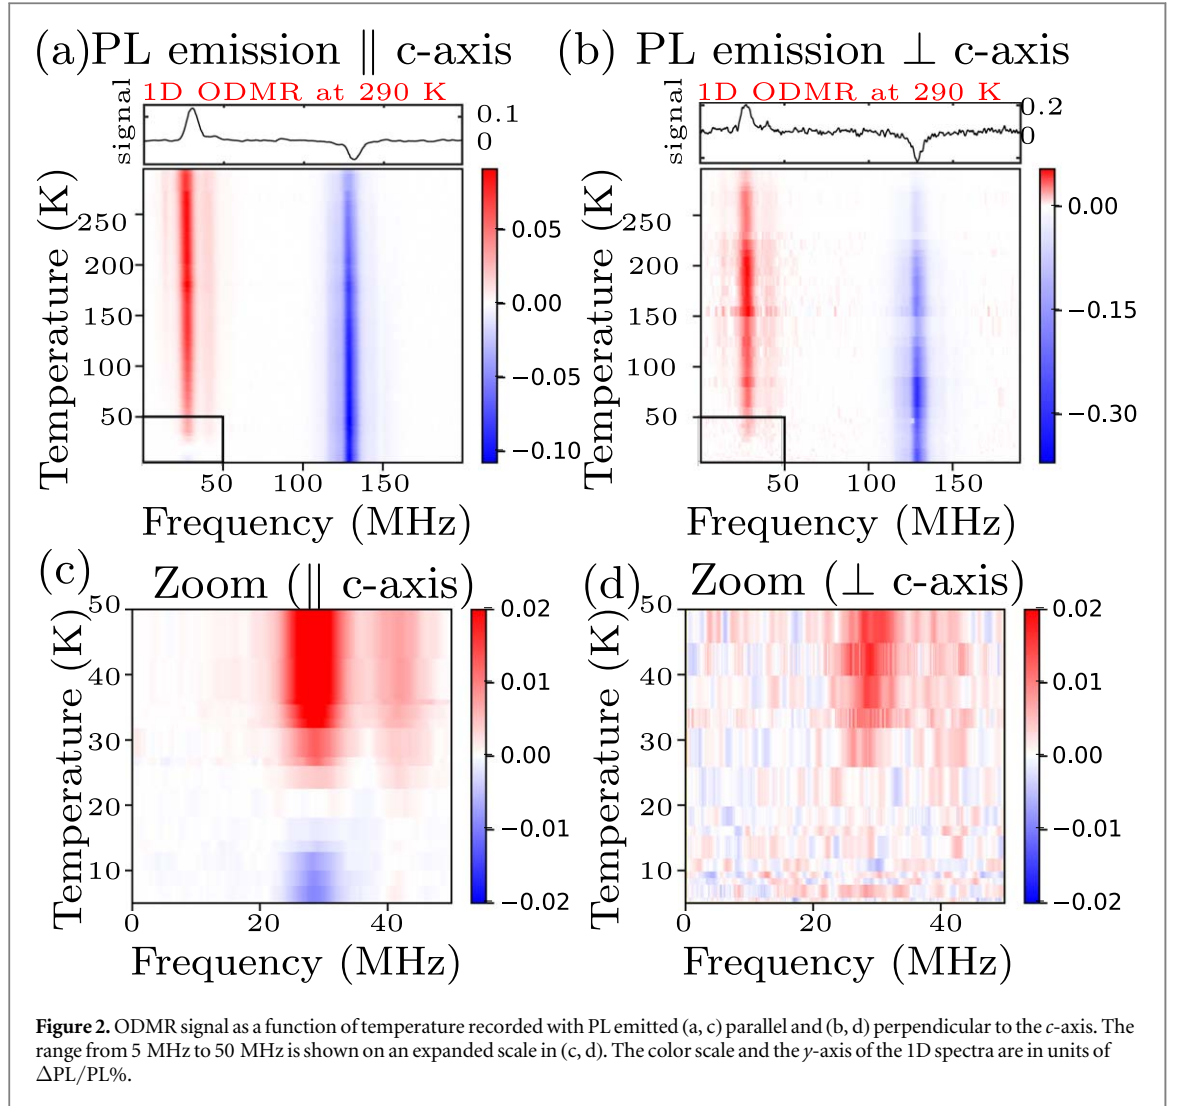 (a) PL emission ∥ c-axis
1D ODMR at 290 K
signal
0.1
0
Temperature (K)
250
200
150
100
50
50 100 150
Frequency (MHz)
0.05
0.00
−0.05
−0.10
(b) PL emission ⊥ c-axis
1D ODMR at 290 K
signal
0.2
0
Temperature (K)
250
200
150
100
50
50 100 150
Frequency (MHz)
0.00
−0.15
−0.30
(c) Zoom (∥ c-axis)
Temperature (K)
50
40
30
20
10
0 20 40
Frequency (MHz)
0.02
0.01
0.00
−0.01
−0.02
(d) Zoom (⊥ c-axis)
Temperature (K)
50
40
30
20
10
0 20 40
Frequency (MHz)
0.02
0.01
0.00
−0.01
−0.02
Figure 2. ODMR signal as a function of temperature recorded with PL emitted (a, c) parallel and (b, d) perpendicular to the c-axis. The
range from 5 MHz to 50 MHz is shown on an expanded scale in (c, d). The color scale and the y-axis of the 1D spectra are in units of
ΔPL/PL%.